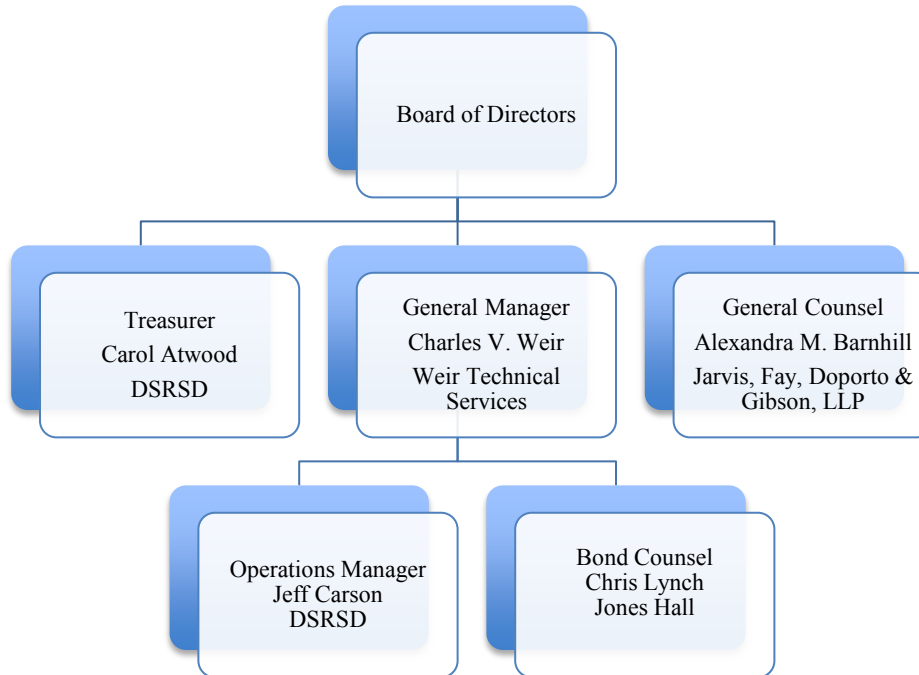 Board of Directors
Treasurer
Carol Atwood
DSRSD
General Manager
Charles V. Weir
Weir Technical
Services
General Counsel
Alexandra M. Barnhill
Jarvis, Fay, Doporto &
Gibson, LLP
Operations Manager
Jeff Carson
DSRSD
Bond Counsel
Chris Lynch
Jones Hall